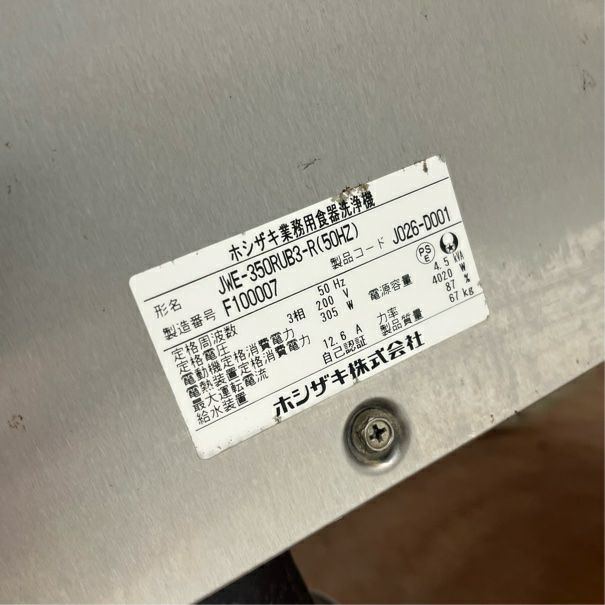 ホシザキ業務用食器洗浄機
形名 JWE-350RUB3-R(50HZ)
製造番号 F100007 製品コード J026-D001
定格周波数 50 Hz
定格電圧 3相 200 V
電動機定格消費電力 305 W 電源容量 4.5 kVA
電熱装置定格消費電力 4020 W
最大運転電流 12.6 A 力率 87 %
給水装置 自己認証 製品質量 67 kg
PSE
ホシザキ株式会社